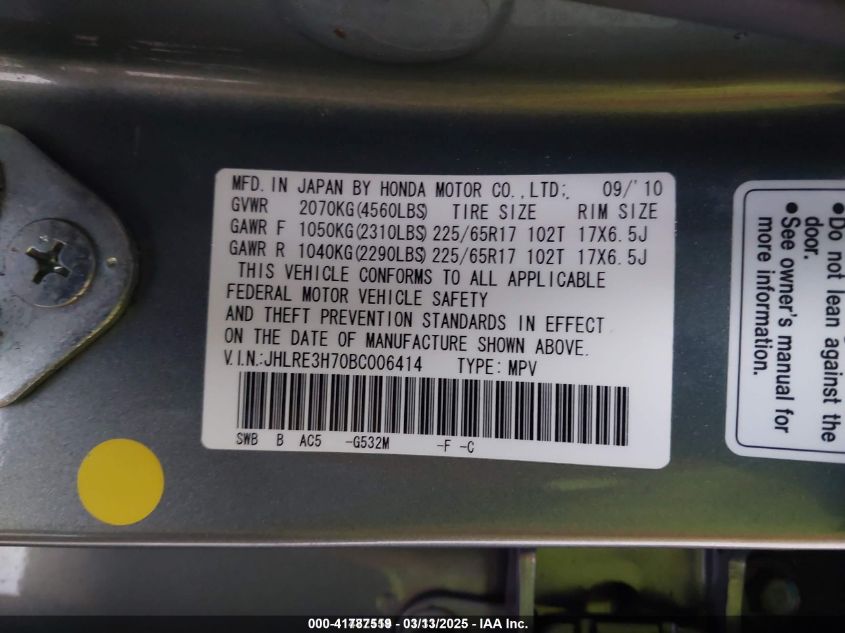 MFD. IN JAPAN BY HONDA MOTOR CO., LTD; 09/'10
GVWR 2070KG(4560LBS) TIRE SIZE RIM SIZE
GAWR F 1050KG(2310LBS) 225/65R17 102T 17X6.5J
GAWR R 1040KG(2290LBS) 225/65R17 102T 17X6.5J
THIS VEHICLE CONFORMS TO ALL APPLICABLE
FEDERAL MOTOR VEHICLE SAFETY
AND THEFT PREVENTION STANDARDS IN EFFECT
ON THE DATE OF MANUFACTURE SHOWN ABOVE.
V.I.N.:JHLRE3H70BC006414 TYPE: MPV
SWB B AC5 -G532M -F -C
● Do not lean against the
door.
● See owner's manual for
more information.
03/13/2025 - IAA Inc.